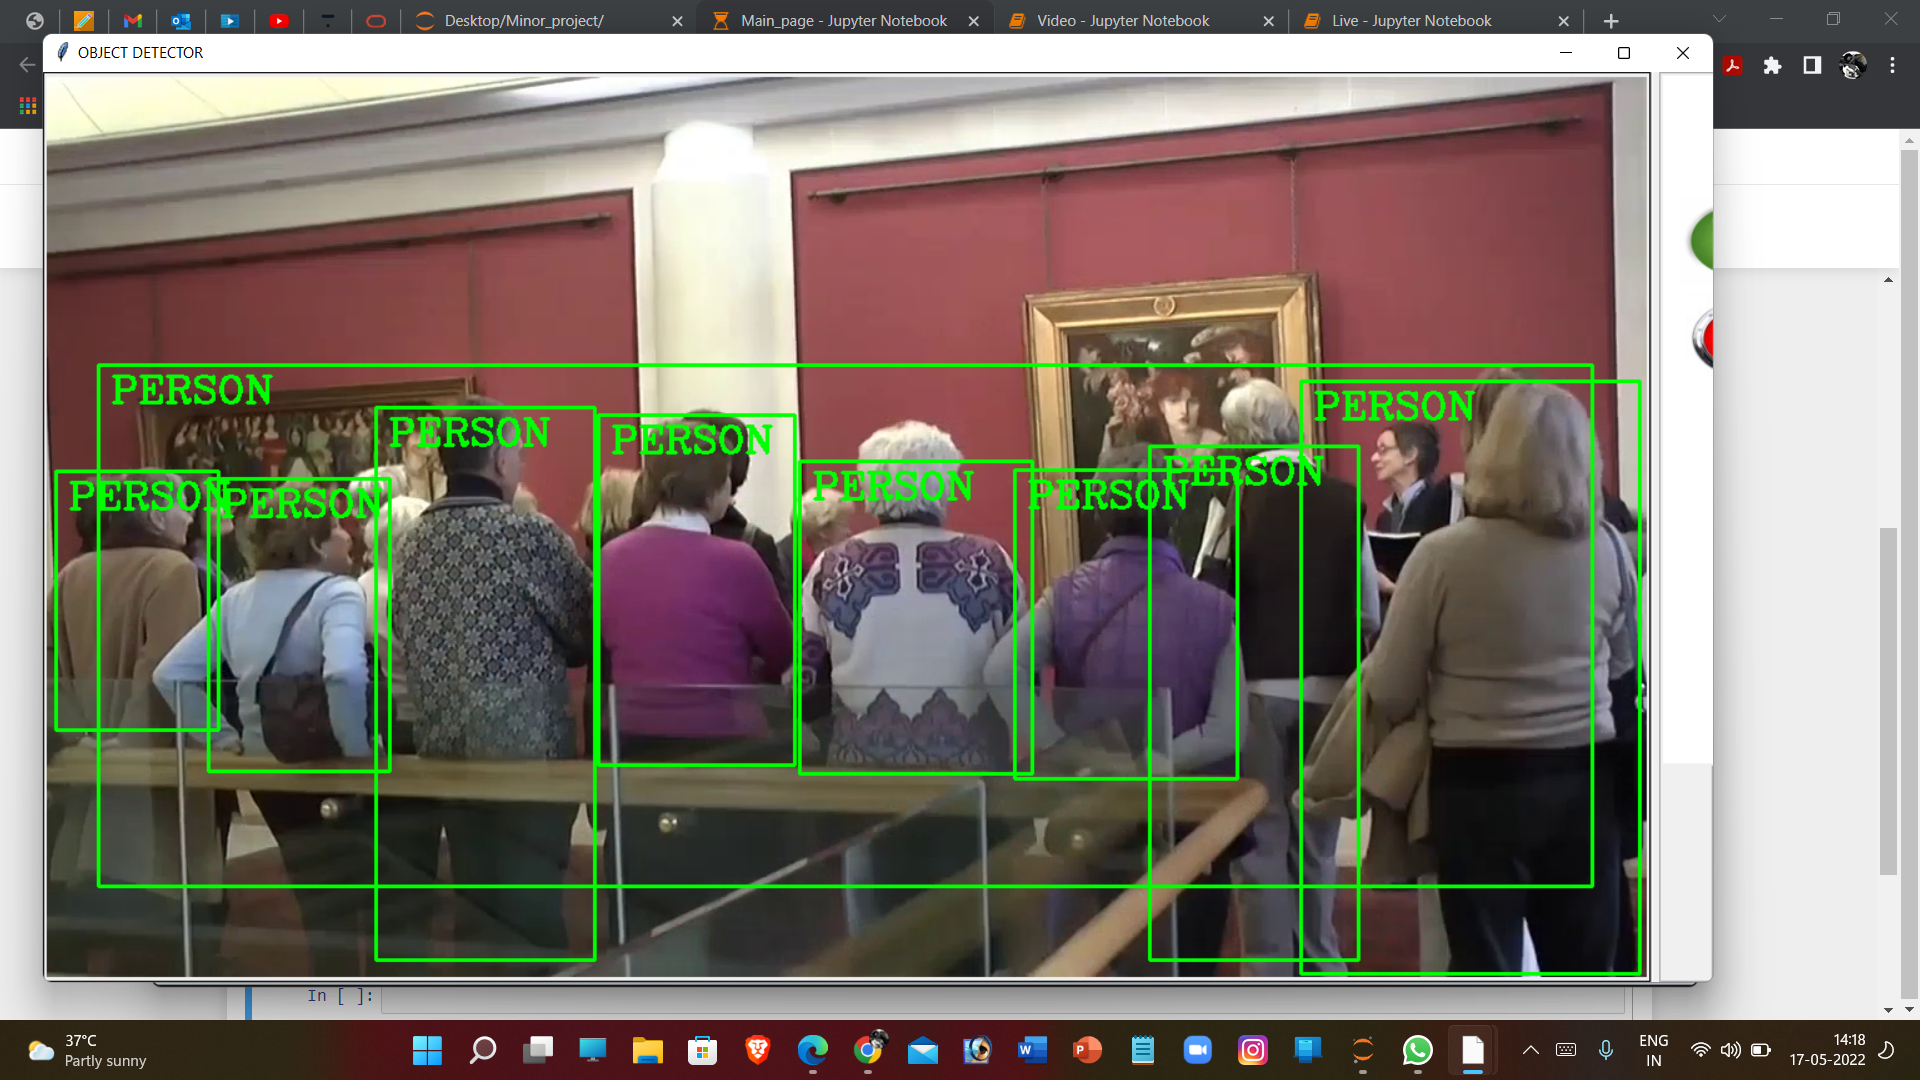 Desktop/Minor_project/
Main_page - Jupyter Notebook
Video - Jupyter Notebook
Live - Jupyter Notebook
OBJECT DETECTOR
PERSON
PERSON
PERSON
PERSON
PERSON
PERSON
PERSON
PERSON
PERSON
In [ ]:
37°C
Partly sunny
ENG
IN
14:18
17-05-2022